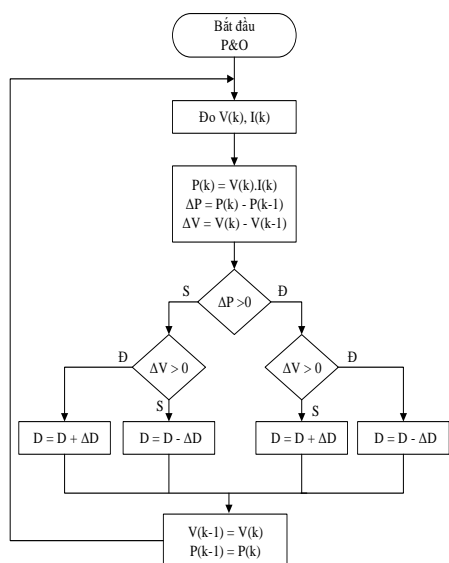 Bắt đầu
P&O
Đo V(k), I(k)
P(k) = V(k).I(k)
ΔP = P(k) - P(k-1)
ΔV = V(k) - V(k-1)
S
ΔP >0
Đ
Đ
ΔV > 0
S
ΔV > 0
Đ
S
D = D + ΔD
D = D - ΔD
D = D + ΔD
D = D - ΔD
V(k-1) = V(k)
P(k-1) = P(k)